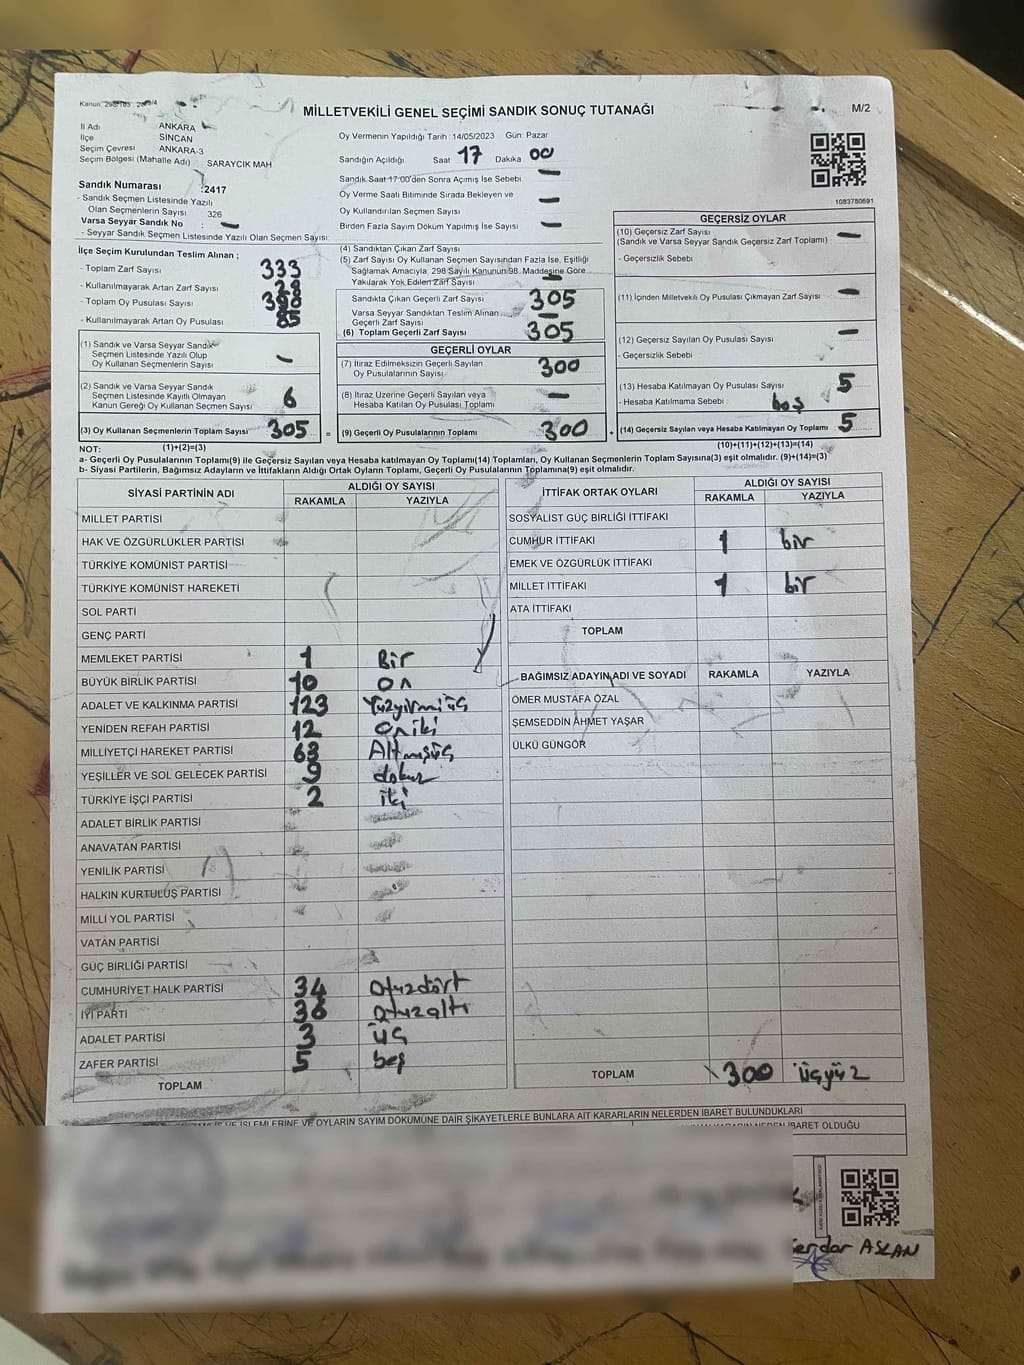 Kanun: 298/103 : 2839/4
MİLLETVEKİLİ GENEL SEÇİMİ SANDIK SONUÇ TUTANAĞI
M/2
İl Adı ANKARA
İlçe SİNCAN
Seçim Çevresi ANKARA-3
Seçim Bölgesi (Mahalle Adı) SARAYCIK MAH
Oy Vermenin Yapıldığı Tarih 14/05/2023 Gün: Pazar
Sandığın Açıldığı Saat 17 Dakika 00
Sandık Saat 17:00'den Sonra Açılmış İse Sebebi —
Oy Verme Saati Bitiminde Sırada Bekleyen ve
Oy Kullandırılan Seçmen Sayısı —
Birden Fazla Sayım Döküm Yapılmış İse Sayısı —
1083780691
Sandık Numarası :2417
- Sandık Seçmen Listesinde Yazılı
Olan Seçmenlerin Sayısı : 326
Varsa Seyyar Sandık No : —
- Seyyar Sandık Seçmen Listesinde Yazılı Olan Seçmen Sayısı:
İlçe Seçim Kurulundan Teslim Alınan ;
- Toplam Zarf Sayısı 333
- Kullanılmayarak Artan Zarf Sayısı 28
- Toplam Oy Pusulası Sayısı
- Kullanılmayarak Artan Oy Pusulası 85
(4) Sandıktan Çıkan Zarf Sayısı
(5) Zarf Sayısı Oy Kullanan Seçmen Sayısından Fazla İse, Eşitliği
Sağlamak Amacıyla, 298 Sayılı Kanunun 98. Maddesine Göre
Yakılarak Yok Edilen Zarf Sayısı —
Sandıkta Çıkan Geçerli Zarf Sayısı 305
Varsa Seyyar Sandıktan Teslim Alınan
Geçerli Zarf Sayısı —
(6) Toplam Geçerli Zarf Sayısı 305
GEÇERSİZ OYLAR
(10) Geçersiz Zarf Sayısı —
(Sandık ve Varsa Seyyar Sandık Geçersiz Zarf Toplamı)
- Geçersizlik Sebebi
(11) İçinden Milletvekili Oy Pusulası Çıkmayan Zarf Sayısı —
(12) Geçersiz Sayılan Oy Pusulası Sayısı —
- Geçersizlik Sebebi
(13) Hesaba Katılmayan Oy Pusulası Sayısı 5
- Hesaba Katılmama Sebebi boş
(14) Geçersiz Sayılan veya Hesaba Katılmayan Oy Toplamı 5
(10)+(11)+(12)+(13)=(14)
(1) Sandık ve Varsa Seyyar Sandık
Seçmen Listesinde Yazılı Olup
Oy Kullanan Seçmenlerin Sayısı —
(2) Sandık ve Varsa Seyyar Sandık
Seçmen Listesinde Kayıtlı Olmayan
Kanun Gereği Oy Kullanan Seçmen Sayısı 6
(3) Oy Kullanan Seçmenlerin Toplam Sayısı 305 =
(1)+(2)=(3)
GEÇERLİ OYLAR
(7) İtiraz Edilmeksizin Geçerli Sayılan
Oy Pusulalarının Sayısı 300
(8) İtiraz Üzerine Geçerli Sayılan veya
Hesaba Katılan Oy Pusulası Toplamı —
(9) Geçerli Oy Pusulalarının Toplamı 300 +
NOT:
a- Geçerli Oy Pusulalarının Toplamı(9) ile Geçersiz Sayılan veya Hesaba katılmayan Oy Toplamı(14) Toplamları, Oy Kullanan Seçmenlerin Toplam Sayısına(3) eşit olmalıdır. (9)+(14)=(3)
b- Siyasi Partilerin, Bağımsız Adayların ve İttifakların Aldığı Ortak Oyların Toplamı, Geçerli Oy Pusulalarının Toplamına(9) eşit olmalıdır.
SİYASİ PARTİNİN ADI ALDIĞI OY SAYISI
RAKAMLA YAZIYLA
MİLLET PARTİSİ
HAK VE ÖZGÜRLÜKLER PARTİSİ
TÜRKİYE KOMÜNİST PARTİSİ
TÜRKİYE KOMÜNİST HAREKETİ
SOL PARTİ
GENÇ PARTİ
MEMLEKET PARTİSİ 1 Bir
BÜYÜK BİRLİK PARTİSİ 10 on
ADALET VE KALKINMA PARTİSİ 123 Yüzyirmiüç
YENİDEN REFAH PARTİSİ 12 oniki
MİLLİYETÇİ HAREKET PARTİSİ 63 Altmışüç
YEŞİLLER VE SOL GELECEK PARTİSİ 9 dokuz
TÜRKİYE İŞÇİ PARTİSİ 2 iki
ADALET BİRLİK PARTİSİ
ANAVATAN PARTİSİ
YENİLİK PARTİSİ
HALKIN KURTULUŞ PARTİSİ
MİLLİ YOL PARTİSİ
VATAN PARTİSİ
GÜÇ BİRLİĞİ PARTİSİ
CUMHURİYET HALK PARTİSİ 34 Otuzdört
İYİ PARTİ 36 Otuzaltı
ADALET PARTİSİ 3 üç
ZAFER PARTİSİ 5 beş
TOPLAM
İTTİFAK ORTAK OYLARI ALDIĞI OY SAYISI
RAKAMLA YAZIYLA
SOSYALİST GÜÇ BİRLİĞİ İTTİFAKI
CUMHUR İTTİFAKI 1 bir
EMEK VE ÖZGÜRLÜK İTTİFAKI
MİLLET İTTİFAKI 1 bir
ATA İTTİFAKI
TOPLAM
BAĞIMSIZ ADAYIN ADI VE SOYADI RAKAMLA YAZIYLA
ÖMER MUSTAFA ÖZAL
ŞEMSEDDİN AHMET YAŞAR
ÜLKÜ GÜNGÖR
TOPLAM 300 üçyüz
VE İŞLEMLERİNE VE OYLARIN SAYIM DÖKÜMÜNE DAİR ŞİKAYETLERLE BUNLARA AİT KARARLARIN NELERDEN İBARET BULUNDUKLARI
İBARET OLDUĞU
Serdar ASLAN